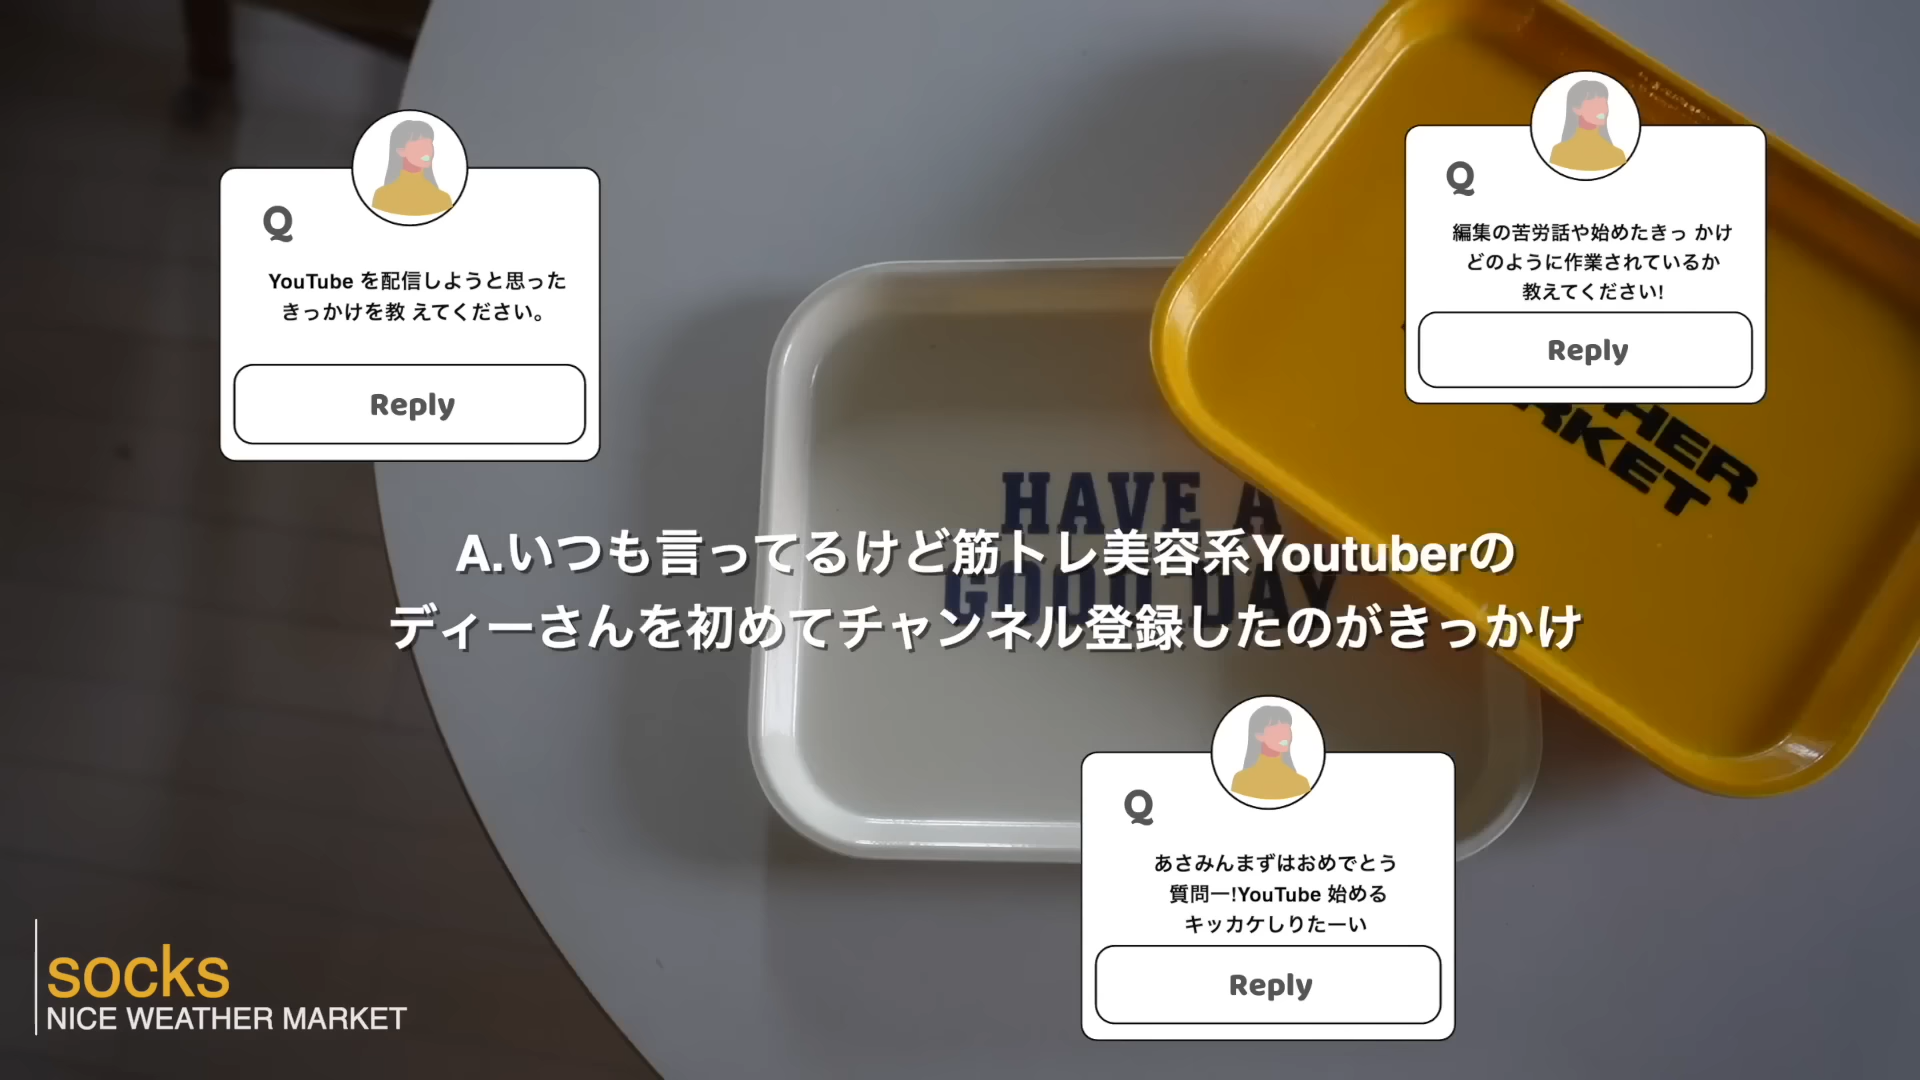 Q
YouTube を配信しようと思った
きっかけを教 えてください。
Reply
Q
編集の苦労話や始めたきっ かけ
どのように作業されているか
教えてください!
Reply
HER
RKET
HAVE A
GOOD DAY
A.いつも言ってるけど筋トレ美容系Youtuberの
ディーさんを初めてチャンネル登録したのがきっかけ
Q
あさみんまずはおめでとう
質問ー!YouTube 始める
キッカケしりたーい
Reply
socks
NICE WEATHER MARKET